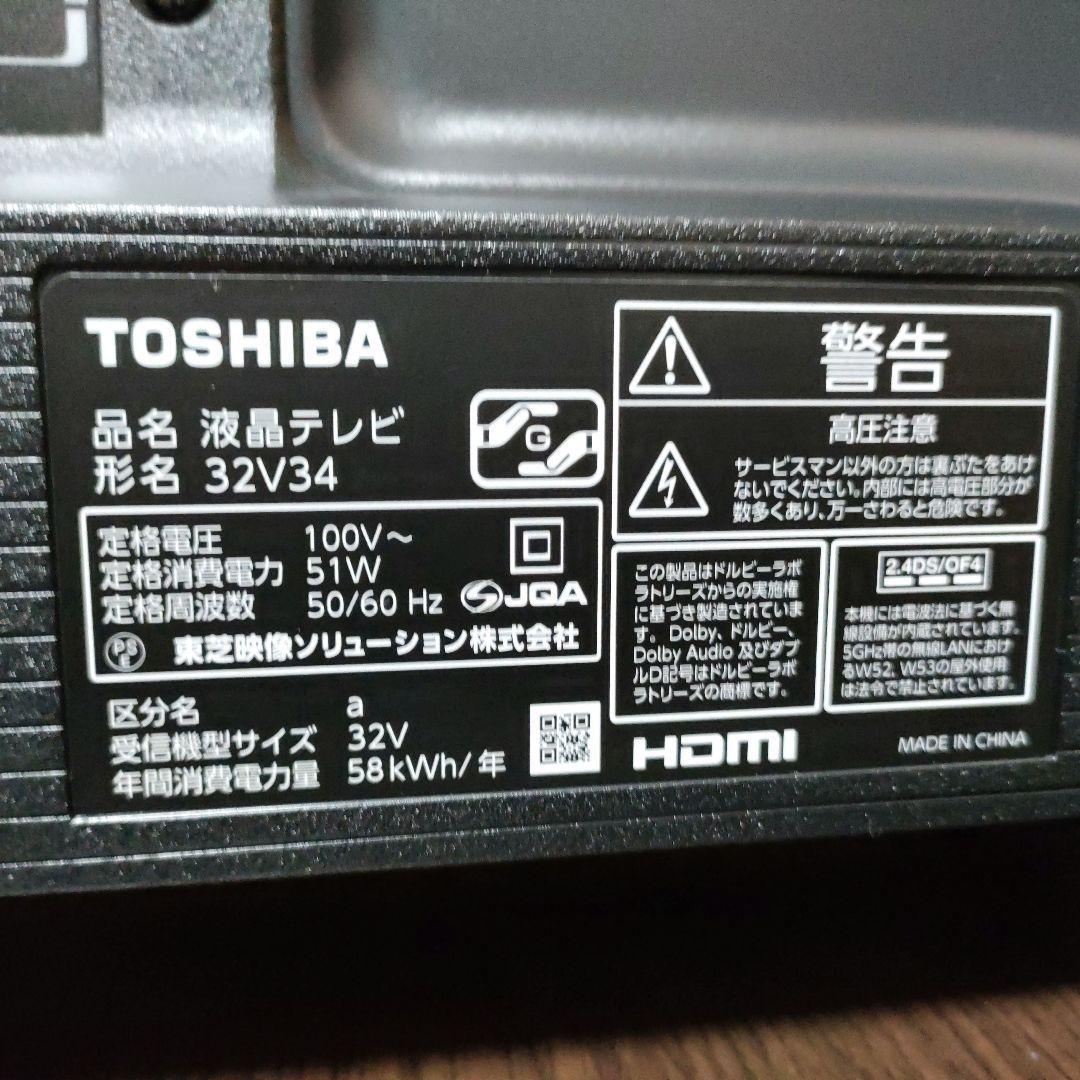 TOSHIBA
品名 液晶テレビ
形名 32V34
G
定格電圧 100V～
定格消費電力 51W
定格周波数 50/60 Hz
JQA
PS
E
東芝映像ソリューション株式会社
区分名 a
受信機型サイズ 32V
年間消費電力量 58kWh/年
警告
高圧注意
サービスマン以外の方は裏ぶたをあけ
ないでください。内部には高電圧部分が
数多くあり、万一さわると危険です。
この製品はドルビーラボ
ラトリーズからの実施権
に基づき製造されていま
す。 Dolby、ドルビー、
Dolby Audio 及びダブ
ルD記号はドルビーラボ
ラトリーズの商標です。
2.4DS/OF4
本機には電波法に基づく無
線設備が内蔵されています。
5GHz帯の無線LANにおけ
るW52、W53の屋外使用
は法令で禁止されています。
HDMI
MADE IN CHINA